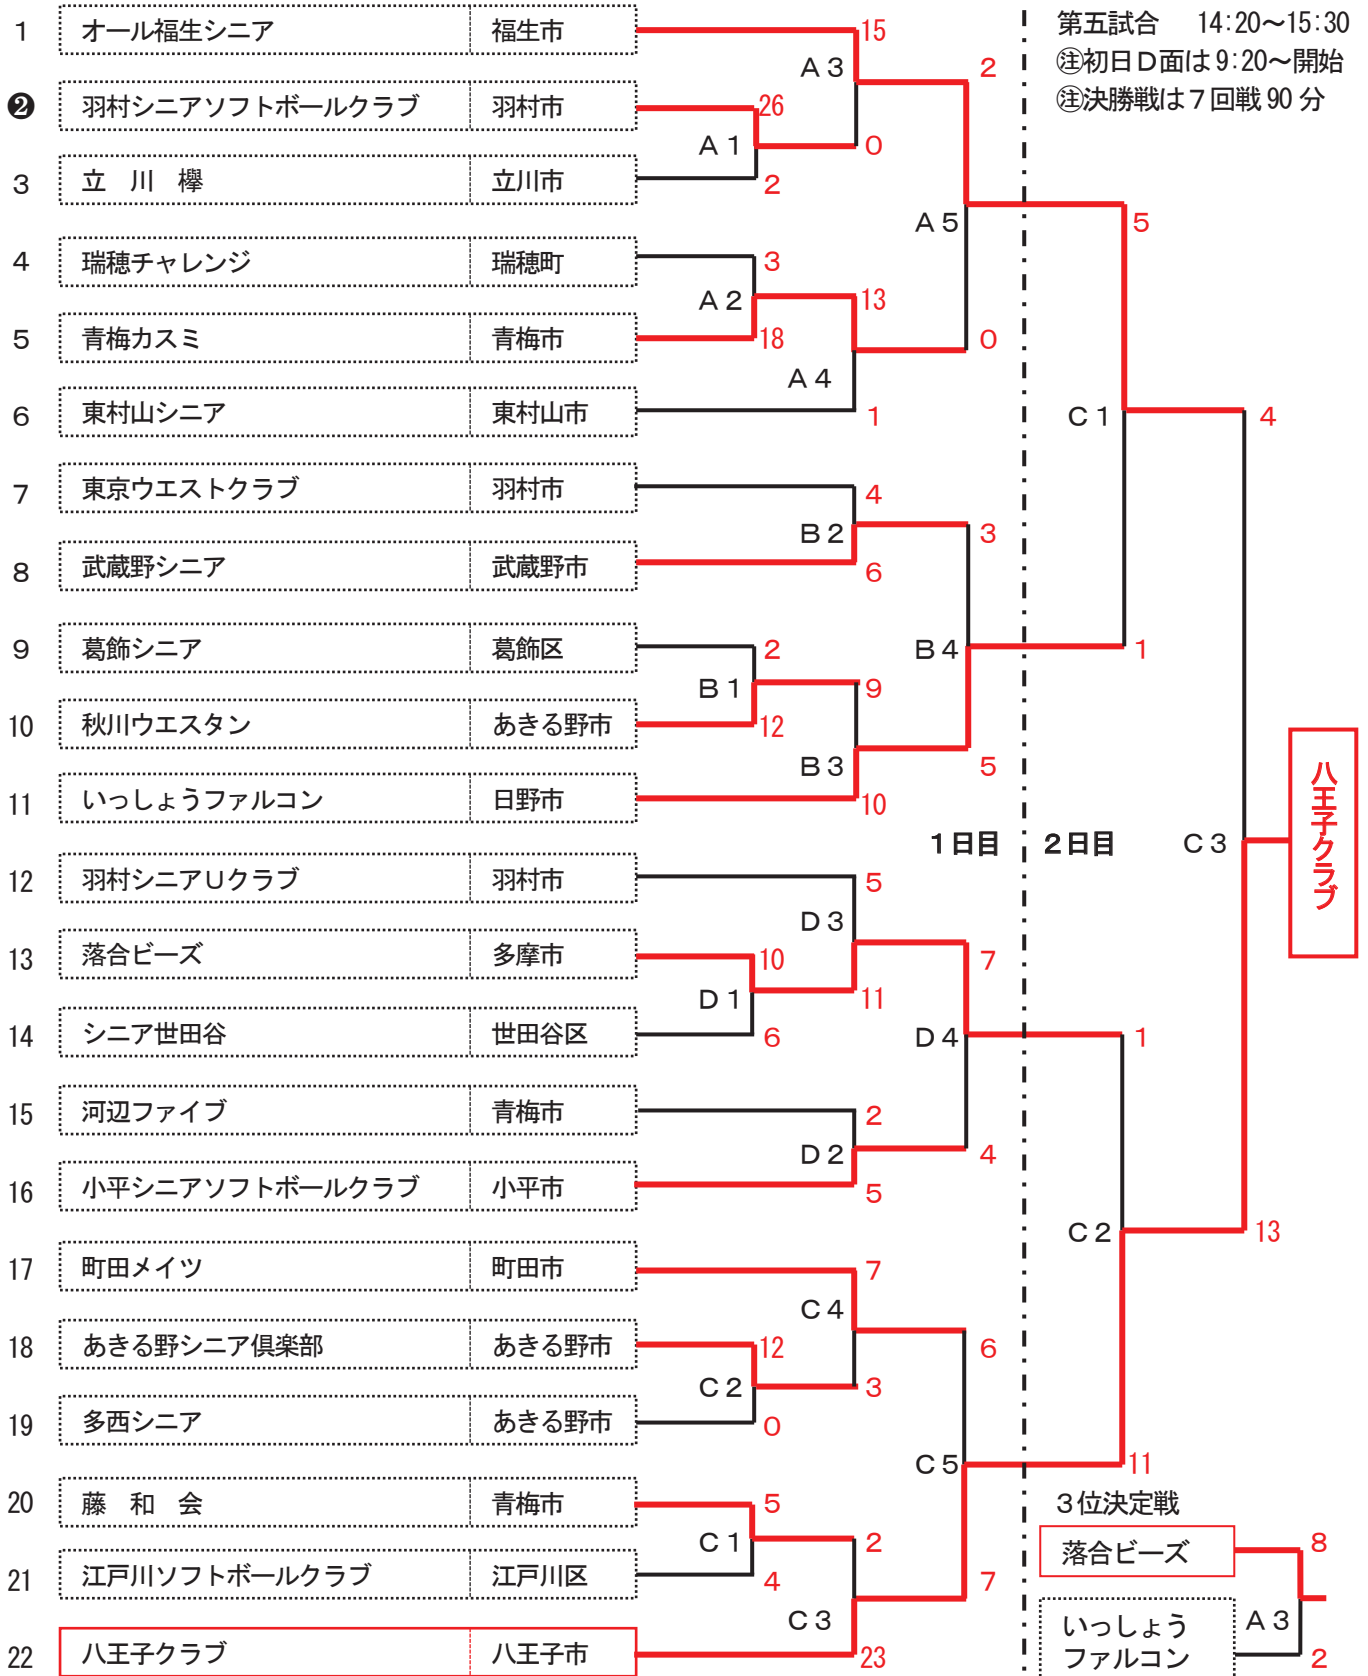 第五試合 14:20～15:30
㊟初日Ｄ面は9:20～開始
㊟決勝戦は７回戦90分
1 オール福生シニア 福生市 15
A3 2
❷ 羽村シニアソフトボールクラブ 羽村市 26
A1 0
3 立 川 欅 立川市 2
A5 5
4 瑞穂チャレンジ 瑞穂町 3
A2 13
5 青梅カスミ 青梅市 18 0
A4
6 東村山シニア 東村山市 1
C1 4
7 東京ウエストクラブ 羽村市 4
B2 3
8 武蔵野シニア 武蔵野市 6
9 葛飾シニア 葛飾区 2
B4 1
B1 9
10 秋川ウエスタン あきる野市 12
B3 5
11 いっしょうファルコン 日野市 10
八王子クラブ
1日目 2日目 C3
12 羽村シニアＵクラブ 羽村市 5
D3
13 落合ビーズ 多摩市 10 7
D1 11
14 シニア世田谷 世田谷区 6
D4 1
15 河辺ファイブ 青梅市 2
D2 4
16 小平シニアソフトボールクラブ 小平市 5
C2 13
17 町田メイツ 町田市 7
C4
18 あきる野シニア倶楽部 あきる野市 12 6
C2 3
19 多西シニア あきる野市 0
C5 11
20 藤 和 会 青梅市 5
C1 2
21 江戸川ソフトボールクラブ 江戸川区 4 7
C3
22 八王子クラブ 八王子市 23
3位決定戦
落合ビーズ 8
A3
いっしょう
ファルコン 2